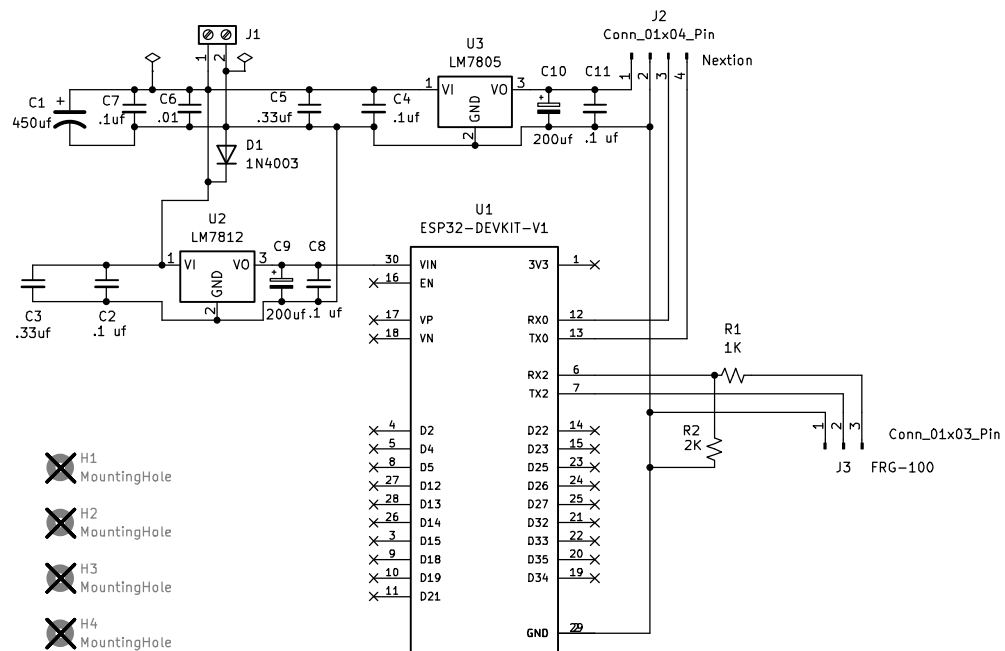 J2
Conn_01x04_Pin
Nextion
1
2
3
4
J1
1
2
U3
LM7805
1
VI
VO
3
GND
2
C10
200uf
C11
.1 uf
C1
+
450uf
C7
.1uf
C6
.01
C5
.33uf
C4
.1uf
D1
1N4003
U2
LM7812
1
VI
VO
3
GND
2
C9
+
200uf
C8
.1 uf
C3
.33uf
C2
.1 uf
U1
ESP32-DEVKIT-V1
30 VIN
16 EN
17 VP
18 VN
4 D2
5 D4
8 D5
27 D12
28 D13
26 D14
3 D15
9 D18
10 D19
11 D21
3V3 1
RX0 12
TX0 13
RX2 6
TX2 7
D22 14
D23 15
D25 23
D26 24
D27 25
D32 21
D33 22
D35 20
D34 19
GND
R1
1K
R2
2K
1
2
3
Conn_01x03_Pin
J3 FRG-100
H1
MountingHole
H2
MountingHole
H3
MountingHole
H4
MountingHole